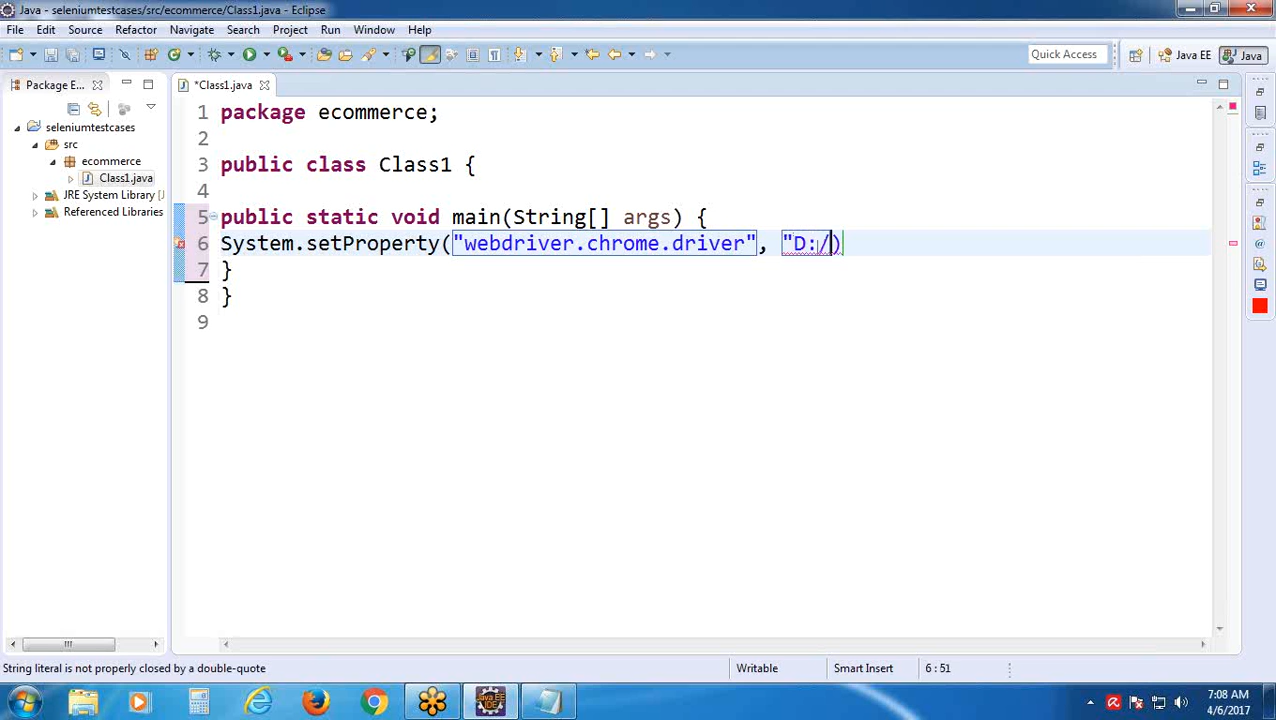 Java - seleniumtestcases/src/ecommerce/Class1.java - Eclipse
File Edit Source Refactor Navigate Search Project Run Window Help
Quick Access Java EE Java
Package E... *Class1.java
seleniumtestcases
src
ecommerce
Class1.java
JRE System Library [J
Referenced Libraries
1 package ecommerce;
2
3 public class Class1 {
4
5 public static void main(String[] args) {
6 System.setProperty("webdriver.chrome.driver", "D:/)
7 }
8 }
9
String literal is not properly closed by a double-quote Writable Smart Insert 6 : 51
Java EE
IDE
7:08 AM
4/6/2017